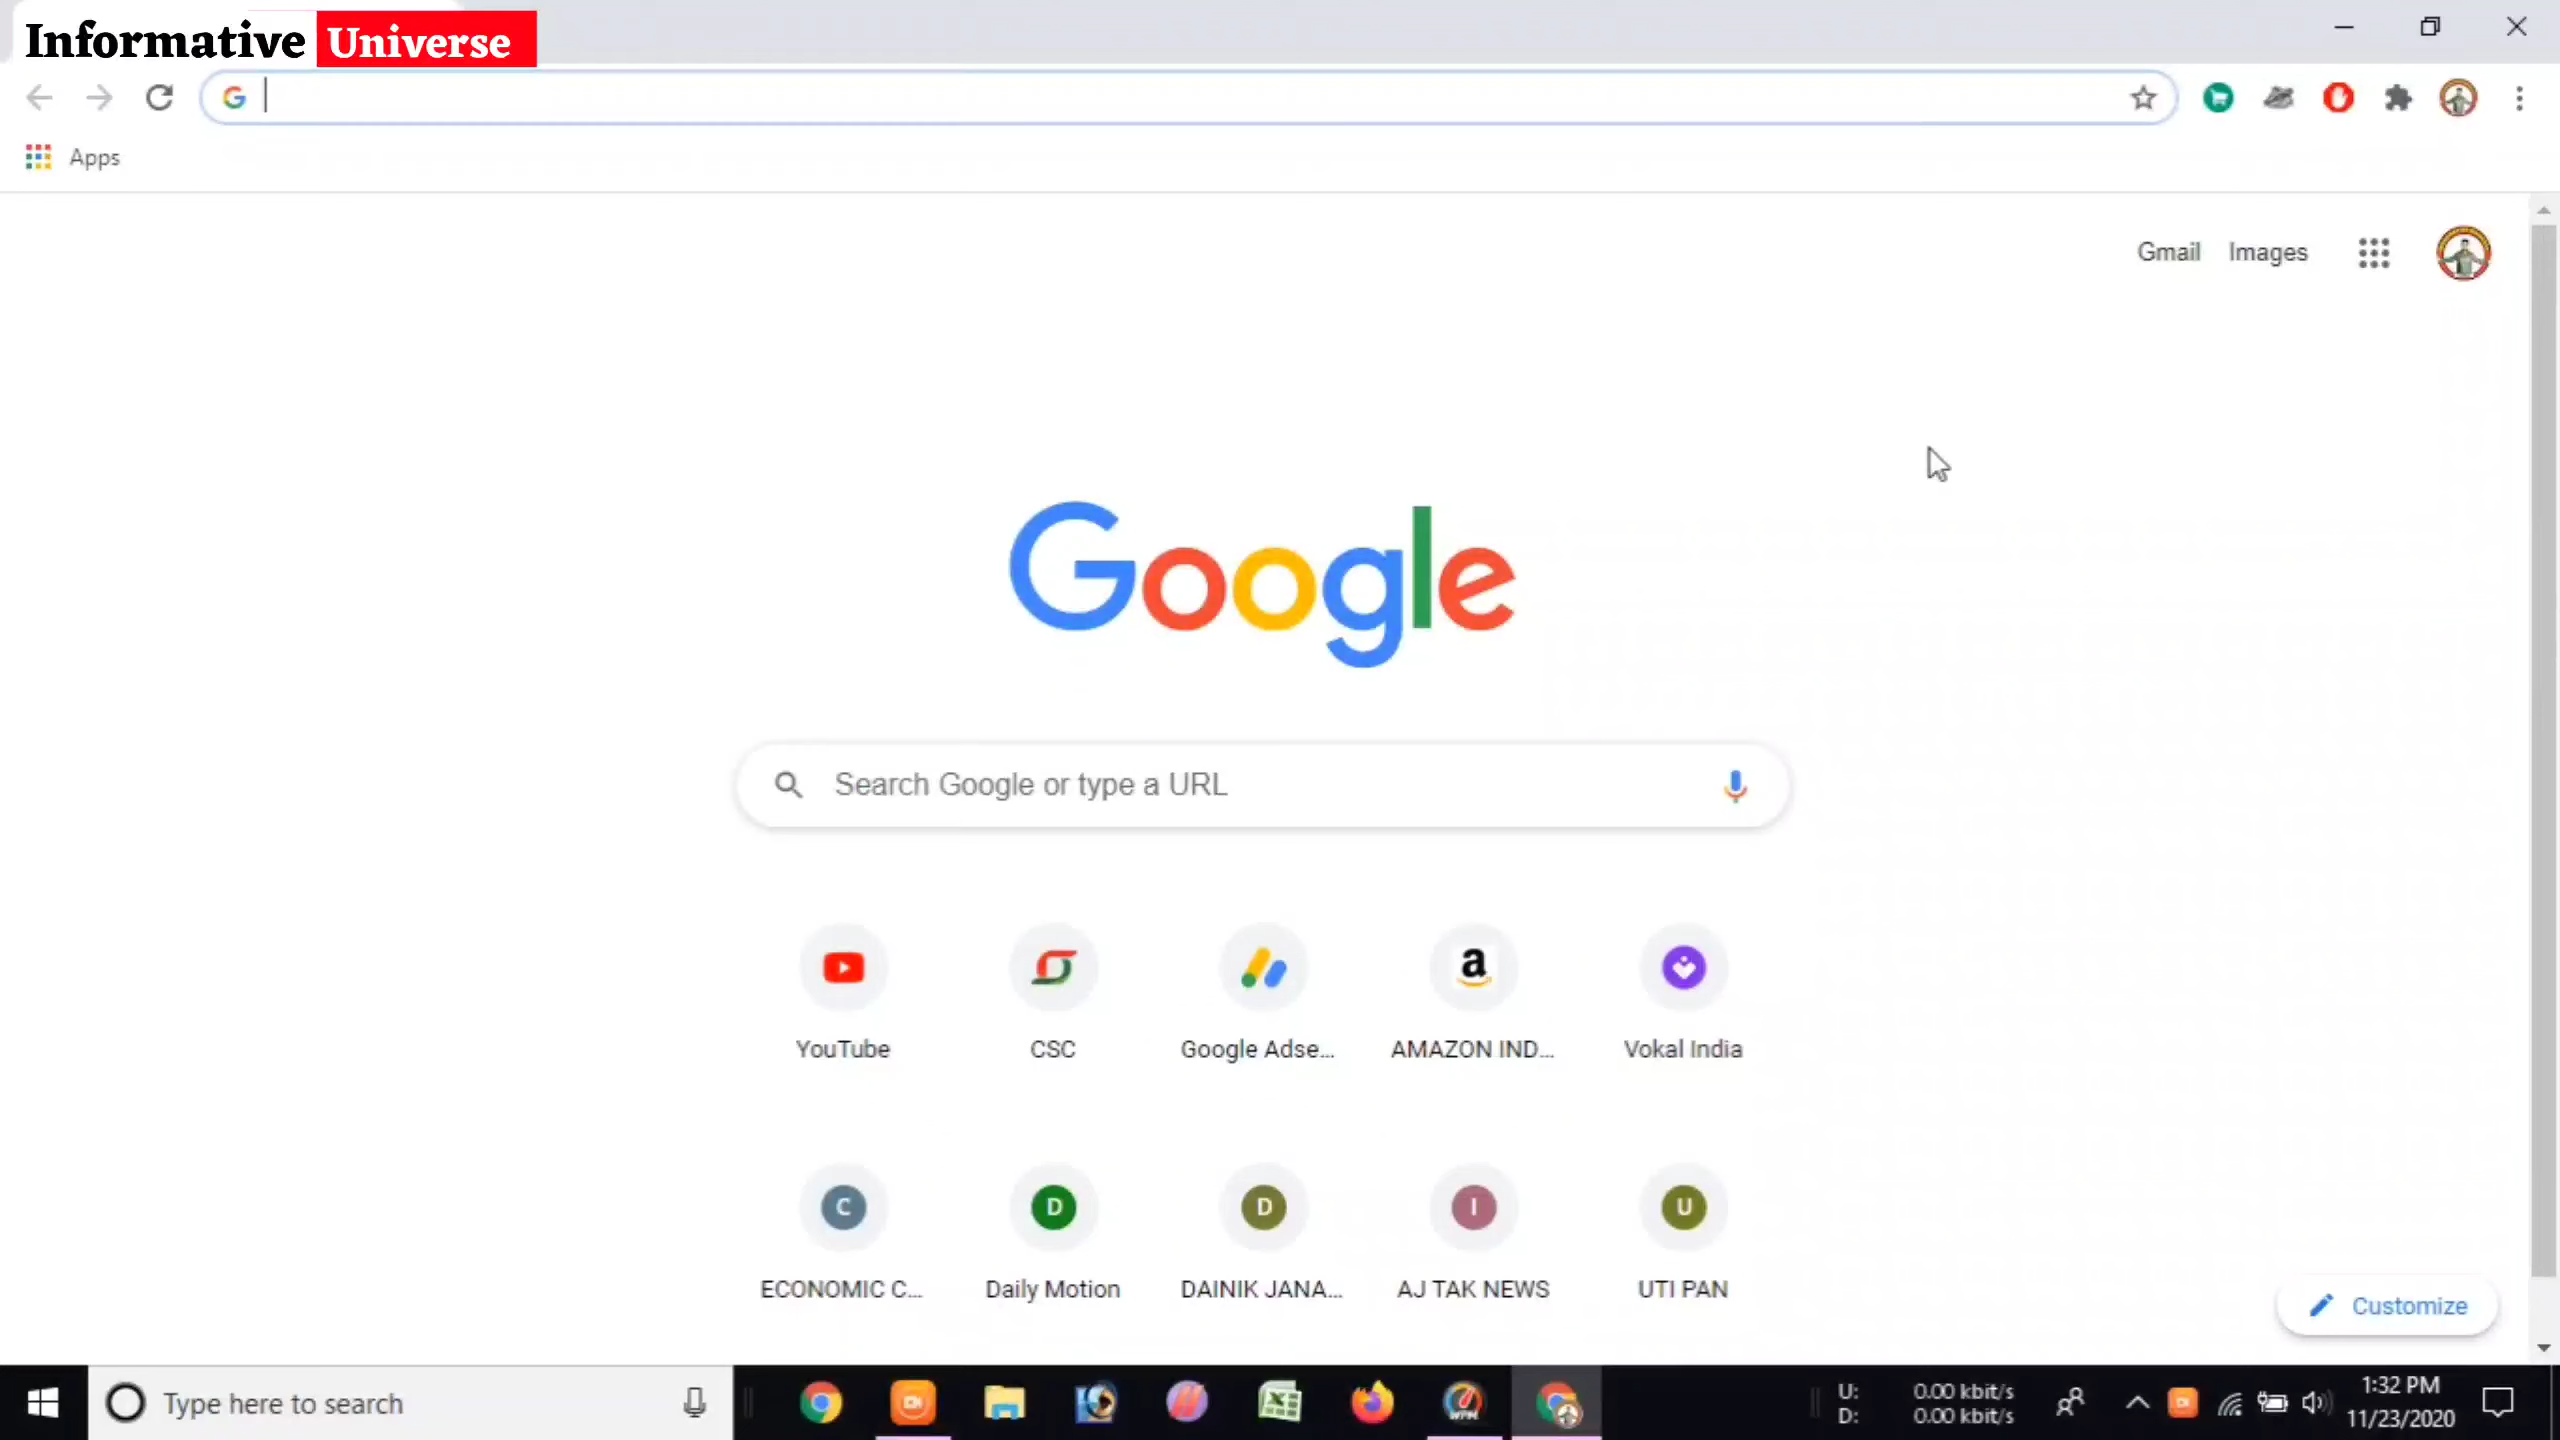 Informative Universe
Apps
Gmail Images
Google
Search Google or type a URL
YouTube CSC Google Adse... AMAZON IND... Vokal India
C D D I U
ECONOMIC C... Daily Motion DAINIK JANA... AJ TAK NEWS UTI PAN
Customize
Type here to search
U: 0.00 kbit/s
D: 0.00 kbit/s
1:32 PM
11/23/2020